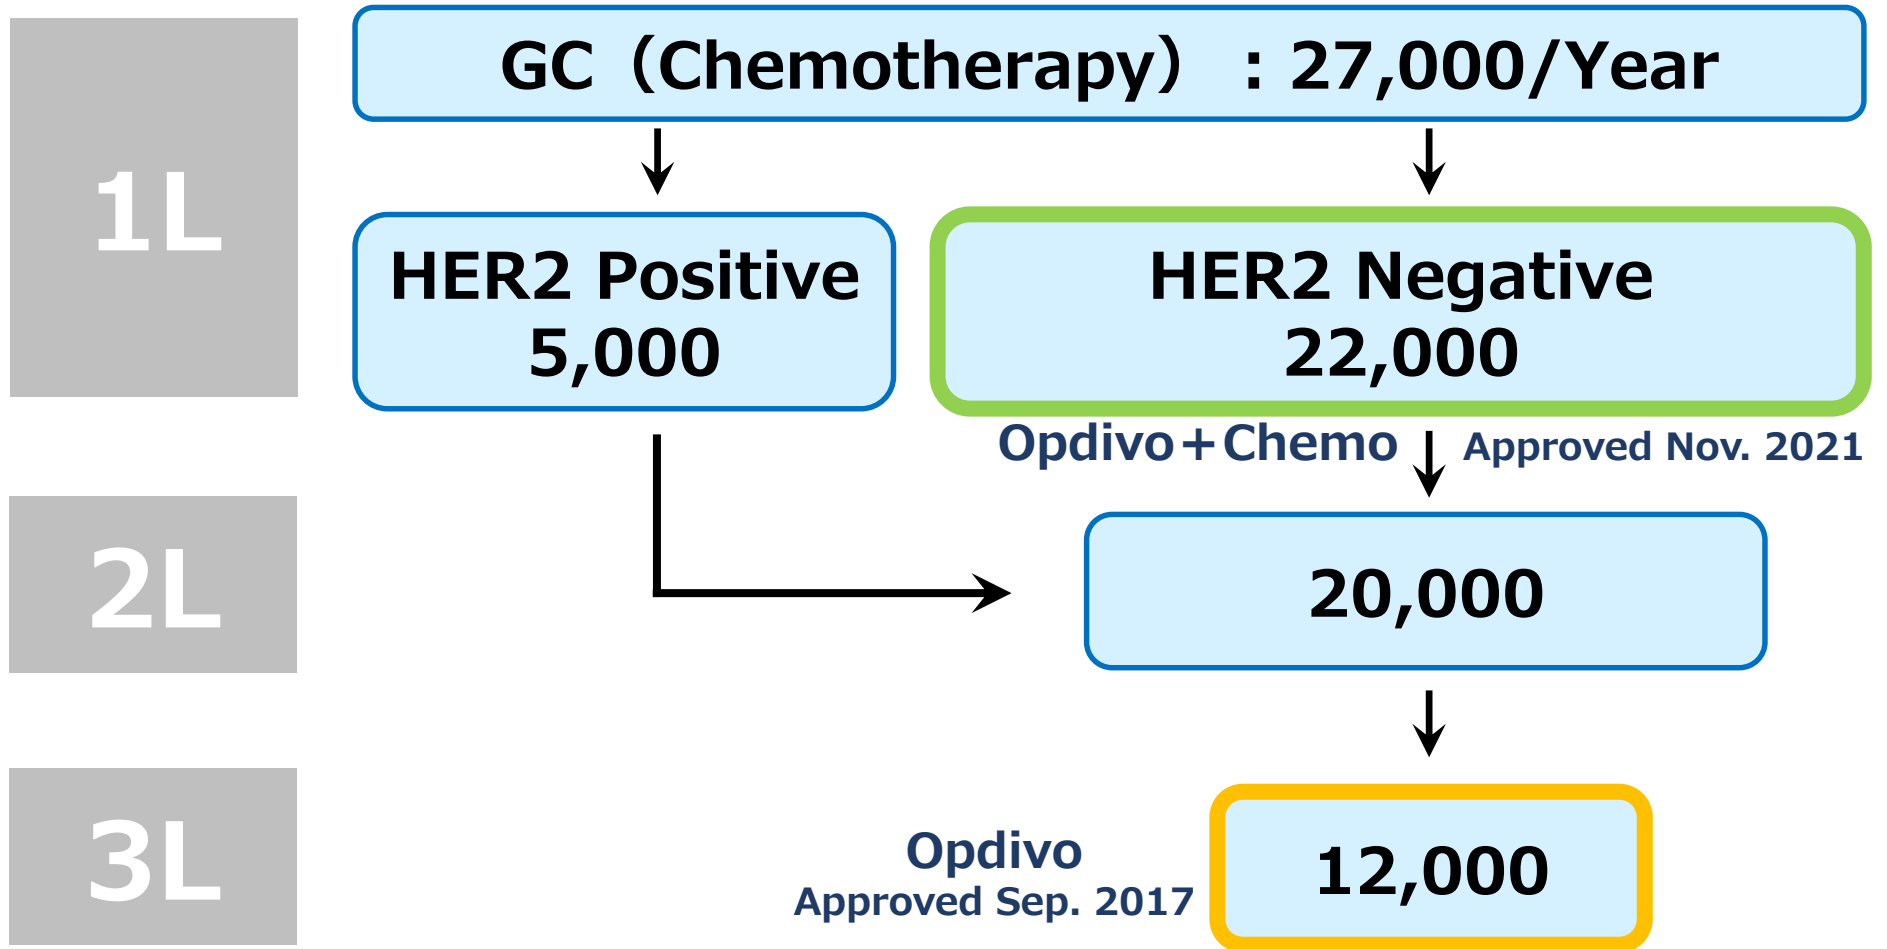 1L
GC（Chemotherapy） : 27,000/Year
HER2 Positive
5,000
HER2 Negative
22,000
Opdivo+Chemo
Approved Nov. 2021
2L
20,000
3L
Opdivo
Approved Sep. 2017
12,000